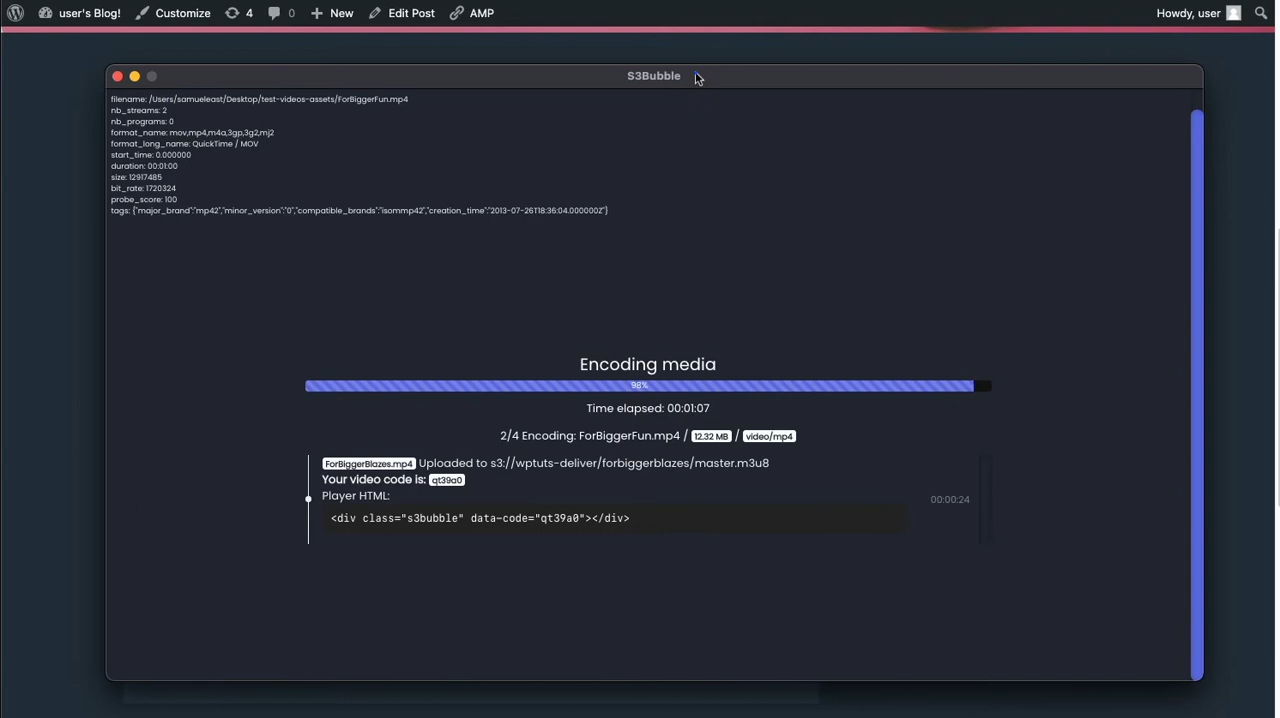 user's Blog! Customize 4 0 New Edit Post AMP Howdy, user
S3Bubble
filename: /Users/samueleast/Desktop/test-videos-assets/ForBiggerFun.mp4
nb_streams: 2
nb_programs: 0
format_name: mov,mp4,m4a,3gp,3g2,mj2
format_long_name: QuickTime / MOV
start_time: 0.000000
duration: 00:01:00
size: 12917485
bit_rate: 1720324
probe_score: 100
tags: {"major_brand":"mp42","minor_version":"0","compatible_brands":"isommp42","creation_time":"2013-07-26T18:36:04.000000Z"}
Encoding media
98%
Time elapsed: 00:01:07
2/4 Encoding: ForBiggerFun.mp4 / 12.32 MB / video/mp4
ForBiggerBlazes.mp4 Uploaded to s3://wptuts-deliver/forbiggerblazes/master.m3u8
Your video code is: qt39a0
Player HTML:
00:00:24
<div class="s3bubble" data-code="qt39a0"></div>